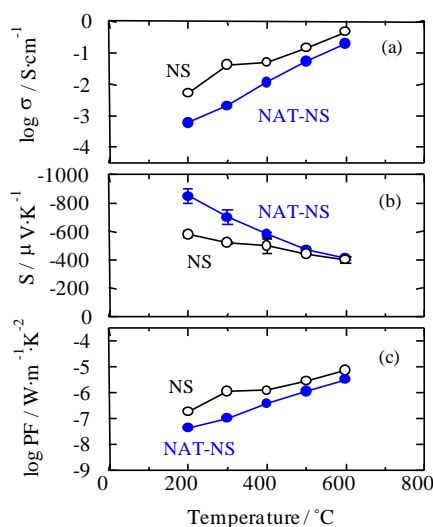 0
-1
-2
-3
-4
log σ / S·cm⁻¹
NS
NAT-NS
(a)
-1000
-800
-600
-400
-200
0
S / μ V·K⁻¹
NAT-NS
NS
(b)
-4
-5
-6
-7
-8
-9
log PF / W·m⁻¹·K⁻²
NS
NAT-NS
(c)
0 200 400 600 800
Temperature / °C